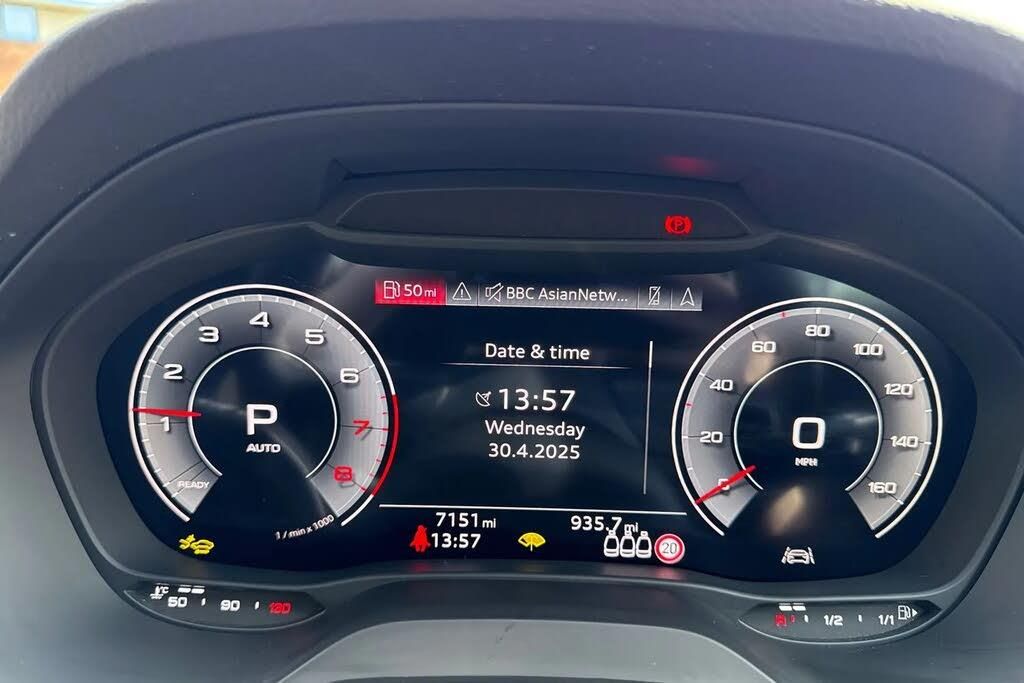 50 mi BBC AsianNetw...
Date & time
13:57
Wednesday
30.4.2025
1 2 3 4 5 6 7 8
P
AUTO
READY
1/min x 1000
20 40 60 80 100 120 140 160
0
MPH
7151 mi 935.7 mi
13:57 20
°C 50 90 130
R 1/2 1/1